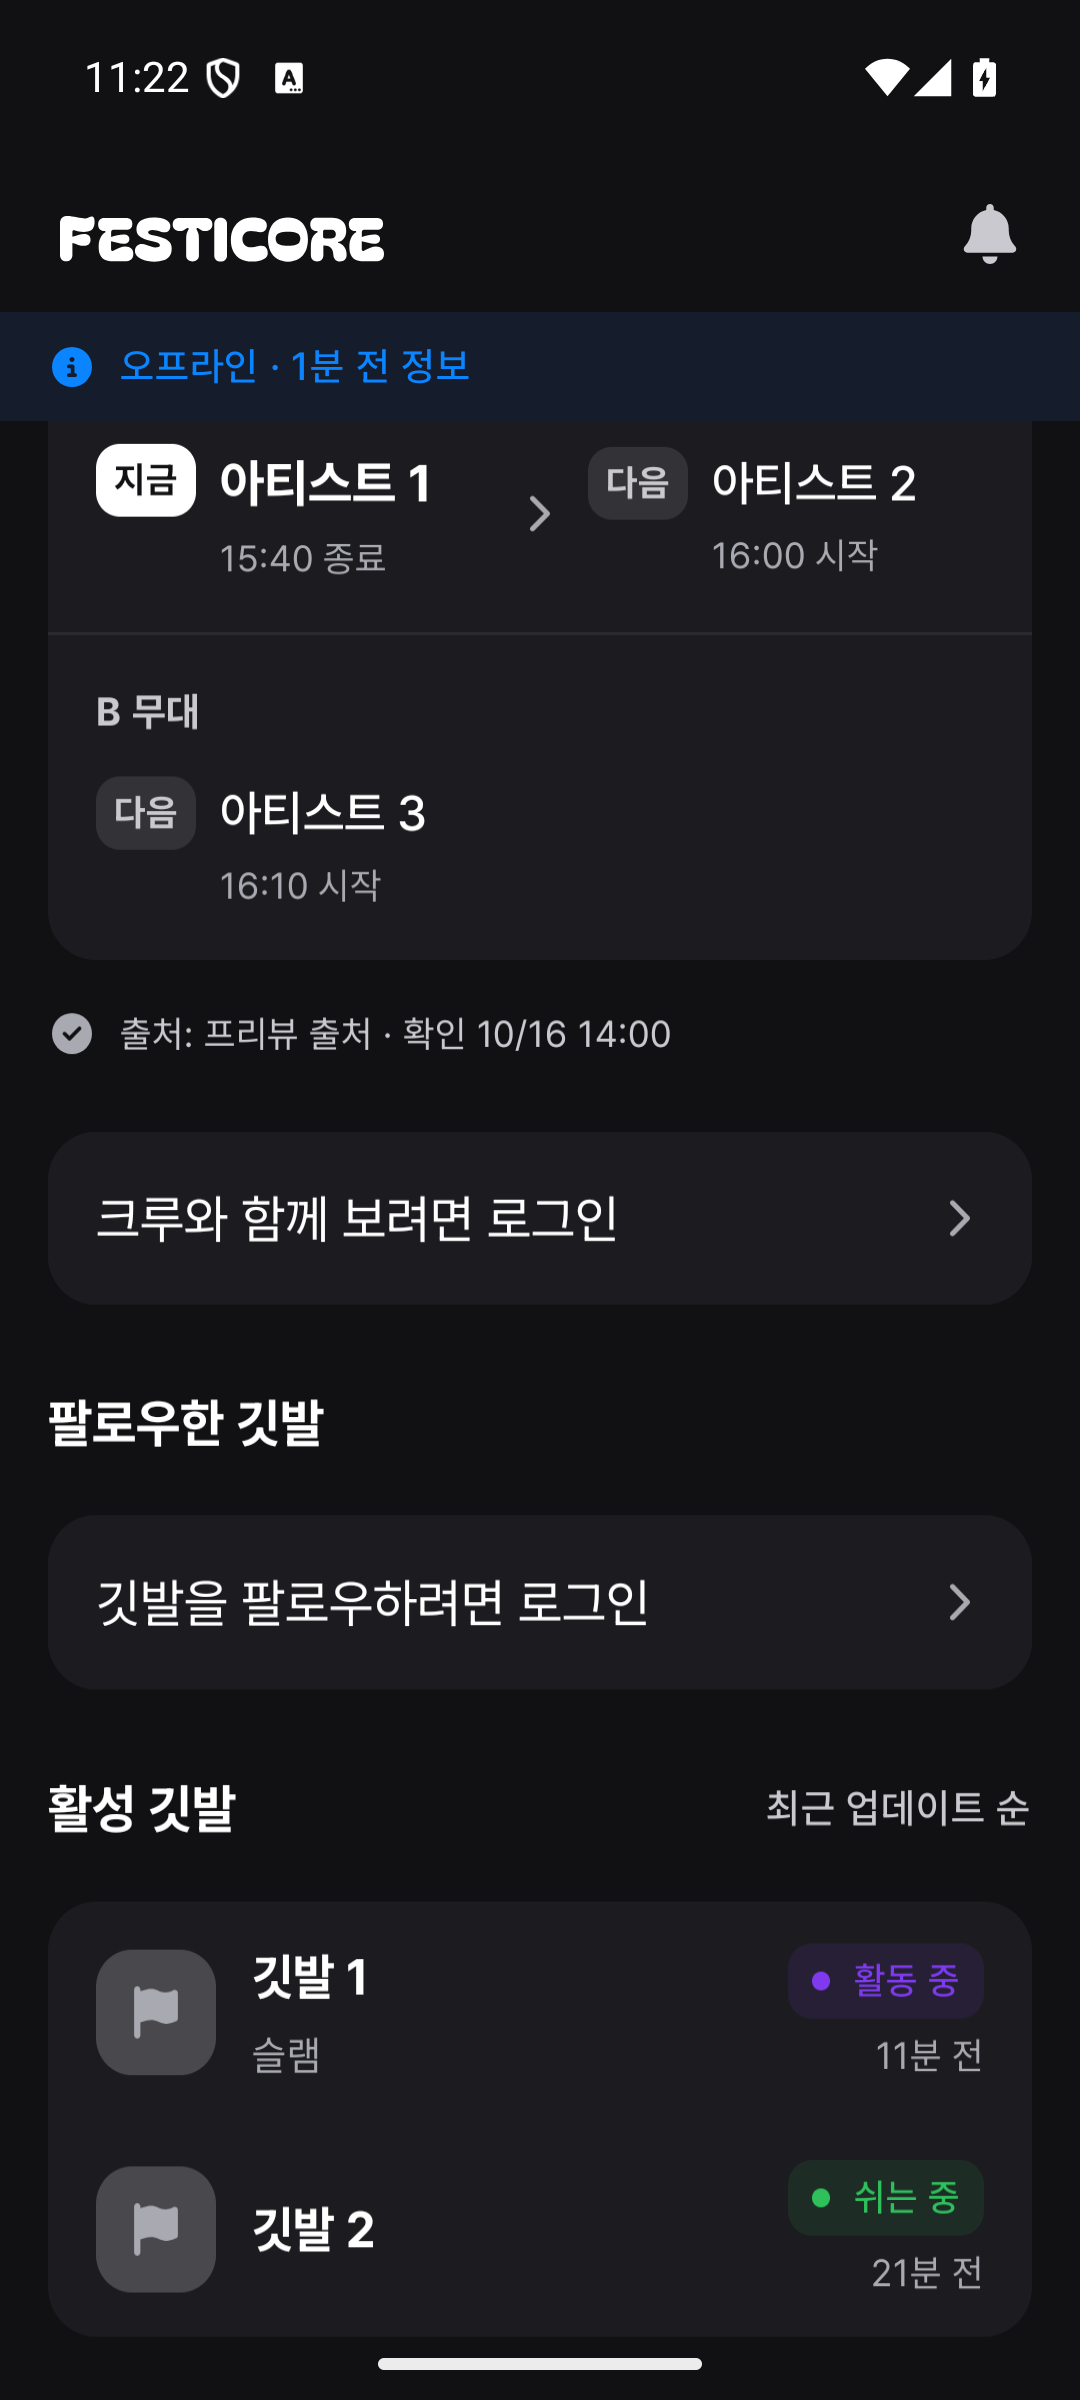 11:22
FESTICORE
오프라인 · 1분 전 정보
지금 아티스트 1 다음 아티스트 2
15:40 종료 16:00 시작
B 무대
다음 아티스트 3
16:10 시작
출처: 프리뷰 출처 · 확인 10/16 14:00
크루와 함께 보려면 로그인
팔로우한 깃발
깃발을 팔로우하려면 로그인
활성 깃발 최근 업데이트 순
깃발 1 활동 중
슬램 11분 전
깃발 2 쉬는 중
21분 전